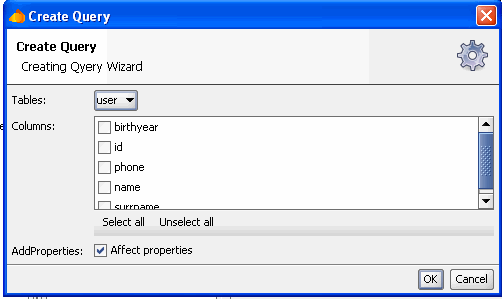 Create Query
Create Query
Creating Qyery Wizard
Tables: user
Columns:
birthyear
id
phone
name
surrname
Select all Unselect all
AddProperties: Affect properties
OK Cancel